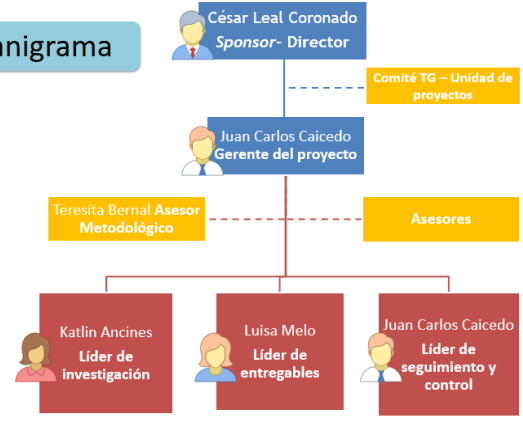 anigrama
César Leal Coronado
Sponsor- Director
Comité TG – Unidad de
proyectos
Juan Carlos Caicedo
Gerente del proyecto
Teresita Bernal Asesor
Metodológico
Asesores
Katlin Ancines
Líder de
investigación
Luisa Melo
Líder de
entregables
Juan Carlos Caicedo
Líder de
seguimiento y
control